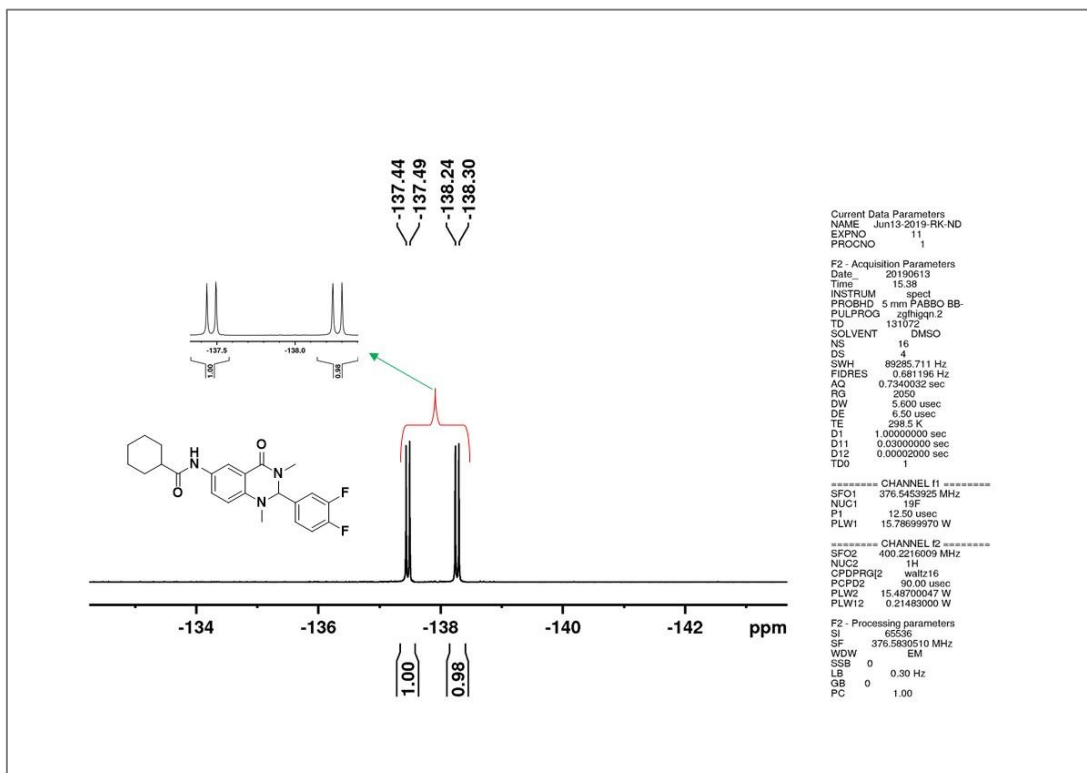 -137.44
-137.49
-138.24
-138.30
-137.5 -138.0
1.00 0.98
O
N
H
O
N
N
F
F
-134 -136 -138 -140 -142 ppm
1.00 0.98
Current Data Parameters
NAME Jun13-2019-RK-ND
EXPNO 11
PROCNO 1
F2 - Acquisition Parameters
Date_ 20190613
Time 15.38
INSTRUM spect
PROBHD 5 mm PABBO BB-
PULPROG zgfhigqn.2
TD 131072
SOLVENT DMSO
NS 16
DS 4
SWH 89285.711 Hz
FIDRES 0.681196 Hz
AQ 0.7340032 sec
RG 2050
DW 5.600 usec
DE 6.50 usec
TE 298.5 K
D1 1.00000000 sec
D11 0.03000000 sec
D12 0.00002000 sec
TD0 1
======== CHANNEL f1 ========
SFO1 376.5453925 MHz
NUC1 19F
P1 12.50 usec
PLW1 15.78699970 W
======== CHANNEL f2 ========
SFO2 400.2216009 MHz
NUC2 1H
CPDPRG[2 waltz16
PCPD2 90.00 usec
PLW2 15.48700047 W
PLW12 0.21483000 W
F2 - Processing parameters
SI 65536
SF 376.5830510 MHz
WDW EM
SSB 0
LB 0.30 Hz
GB 0
PC 1.00